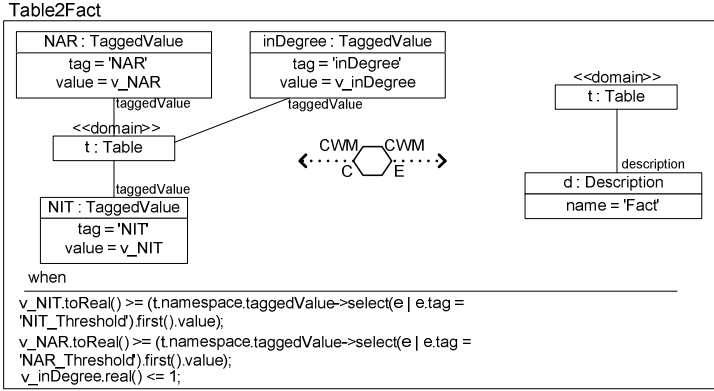 Table2Fact
NAR : TaggedValue
tag = 'NAR'
value = v_NAR
inDegree : TaggedValue
tag = 'inDegree'
value = v_inDegree
taggedValue
taggedValue
<<domain>>
t : Table
taggedValue
NIT : TaggedValue
tag = 'NIT'
value = v_NIT
CWM
CWM
C
E
<<domain>>
t : Table
description
d : Description
name = 'Fact'
when
v_NIT.toReal() >= (t.namespace.taggedValue->select(e | e.tag =
'NIT_Threshold').first().value);
v_NAR.toReal() >= (t.namespace.taggedValue->select(e | e.tag =
'NAR_Threshold').first().value);
v_inDegree.real() <= 1;